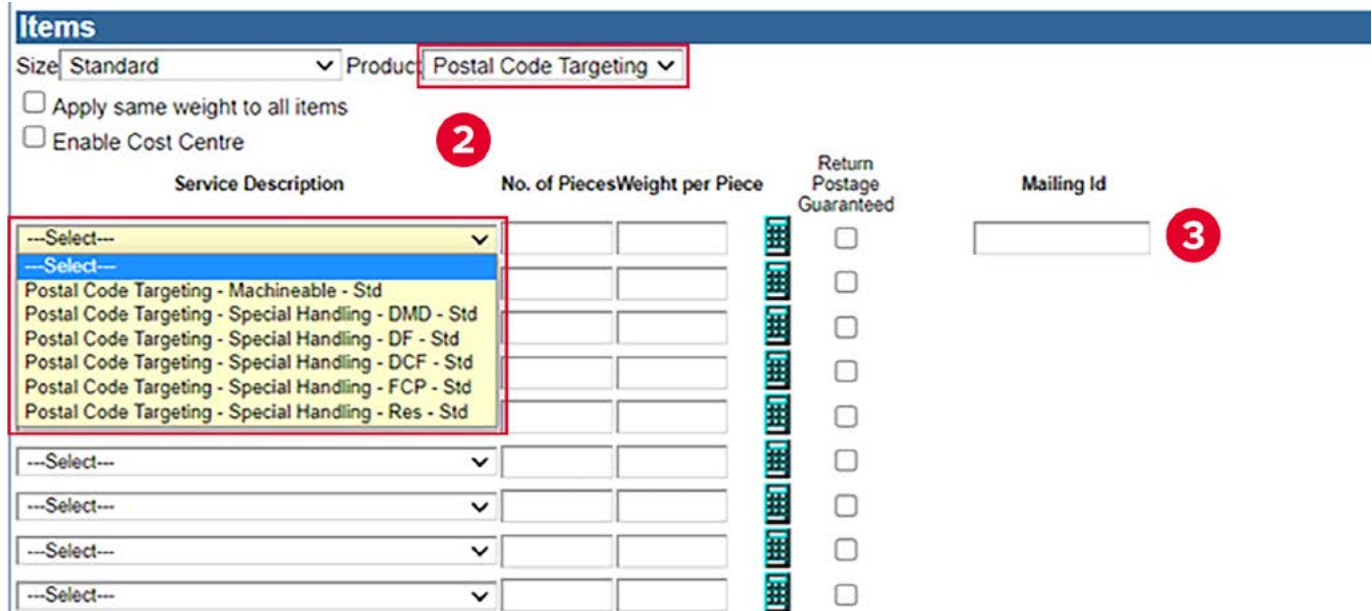 Items
Size Standard Product Postal Code Targeting
Apply same weight to all items
Enable Cost Centre
2
Service Description No. of Pieces Weight per Piece Return Postage Guaranteed Mailing Id
---Select---
3
---Select---
Postal Code Targeting - Machineable - Std
Postal Code Targeting - Special Handling - DMD - Std
Postal Code Targeting - Special Handling - DF - Std
Postal Code Targeting - Special Handling - DCF - Std
Postal Code Targeting - Special Handling - FCP - Std
Postal Code Targeting - Special Handling - Res - Std
---Select---
---Select---
---Select---
---Select---